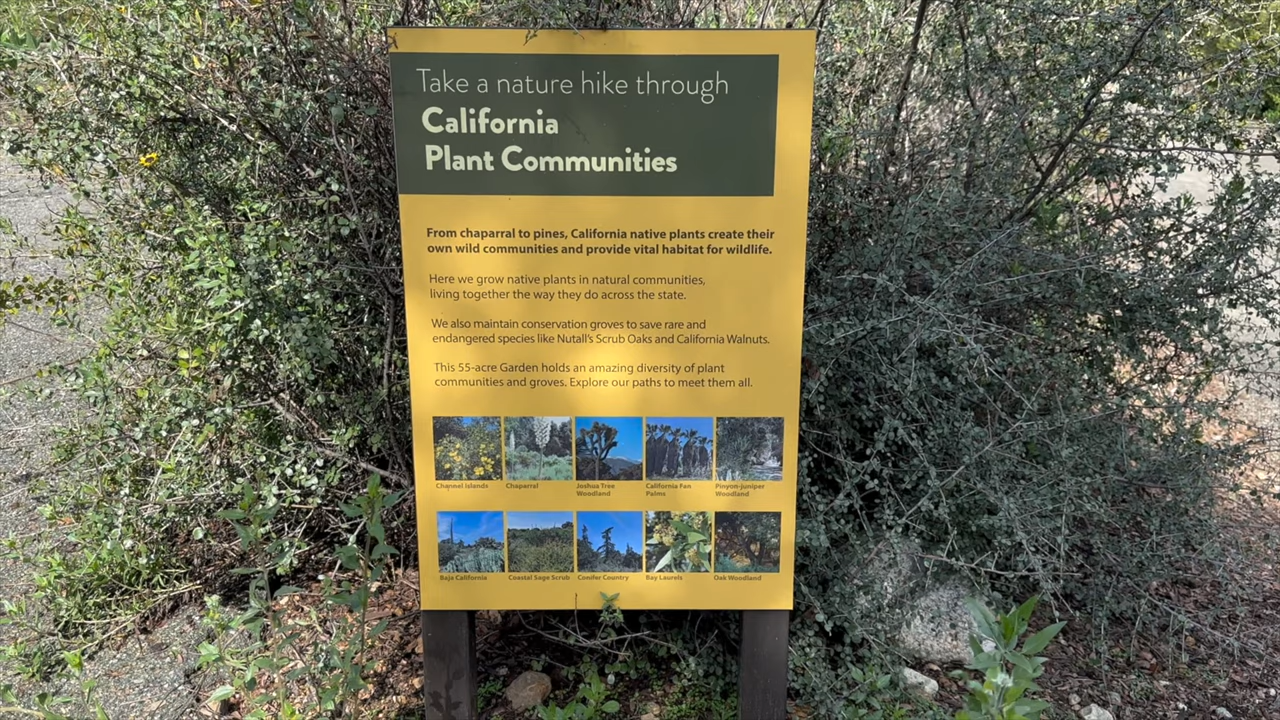 Take a nature hike through
California
Plant Communities
From chaparral to pines, California native plants create their
own wild communities and provide vital habitat for wildlife.
Here we grow native plants in natural communities,
living together the way they do across the state.
We also maintain conservation groves to save rare and
endangered species like Nutall's Scrub Oaks and California Walnuts.
This 55-acre Garden holds an amazing diversity of plant
communities and groves. Explore our paths to meet them all.
Channel Islands
Chaparral
Joshua Tree
Woodland
California Fan
Palms
Pinyon-juniper
Woodland
Baja California
Coastal Sage Scrub
Conifer Country
Bay Laurels
Oak Woodland